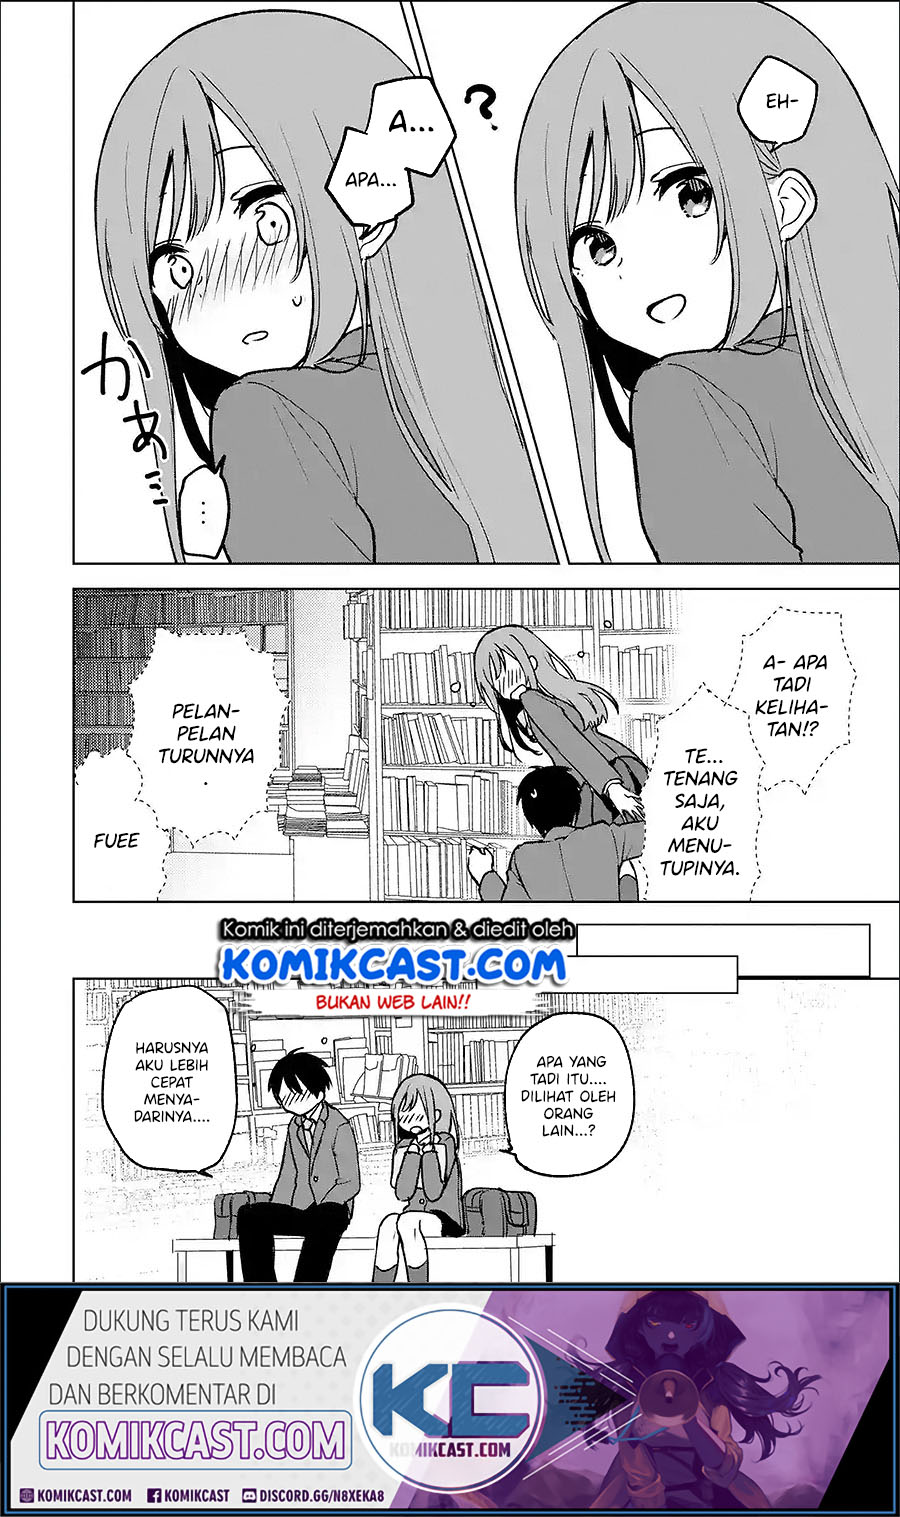 EH-
?
A...
APA...
かあ…
...
A- APA
TADI
KELIHA-
TAN!?
TE...
TENANG
SAJA,
AKU
MENU-
TUPINYA.
PELAN-
PELAN
TURUNNYA
.
FUEE
Komik ini diterjemahkan & diedit oleh
KOMIKCAST.COM
BUKAN WEB LAIN!!
APA YANG
TADI ITU....
DILIHAT OLEH
ORANG
LAIN...?
HARUSNYA
AKU LEBIH
CEPAT
MENYA-
DARINYA....
DUKUNG TERUS KAMI
DENGAN SELALU MEMBACA
DAN BERKOMENTAR DI
KOMIKCAST.COM
KC
KOMIKCAST.COM
KOMIKCAST.COM KOMIKCAST DISCORD.GG/N8XEKA8